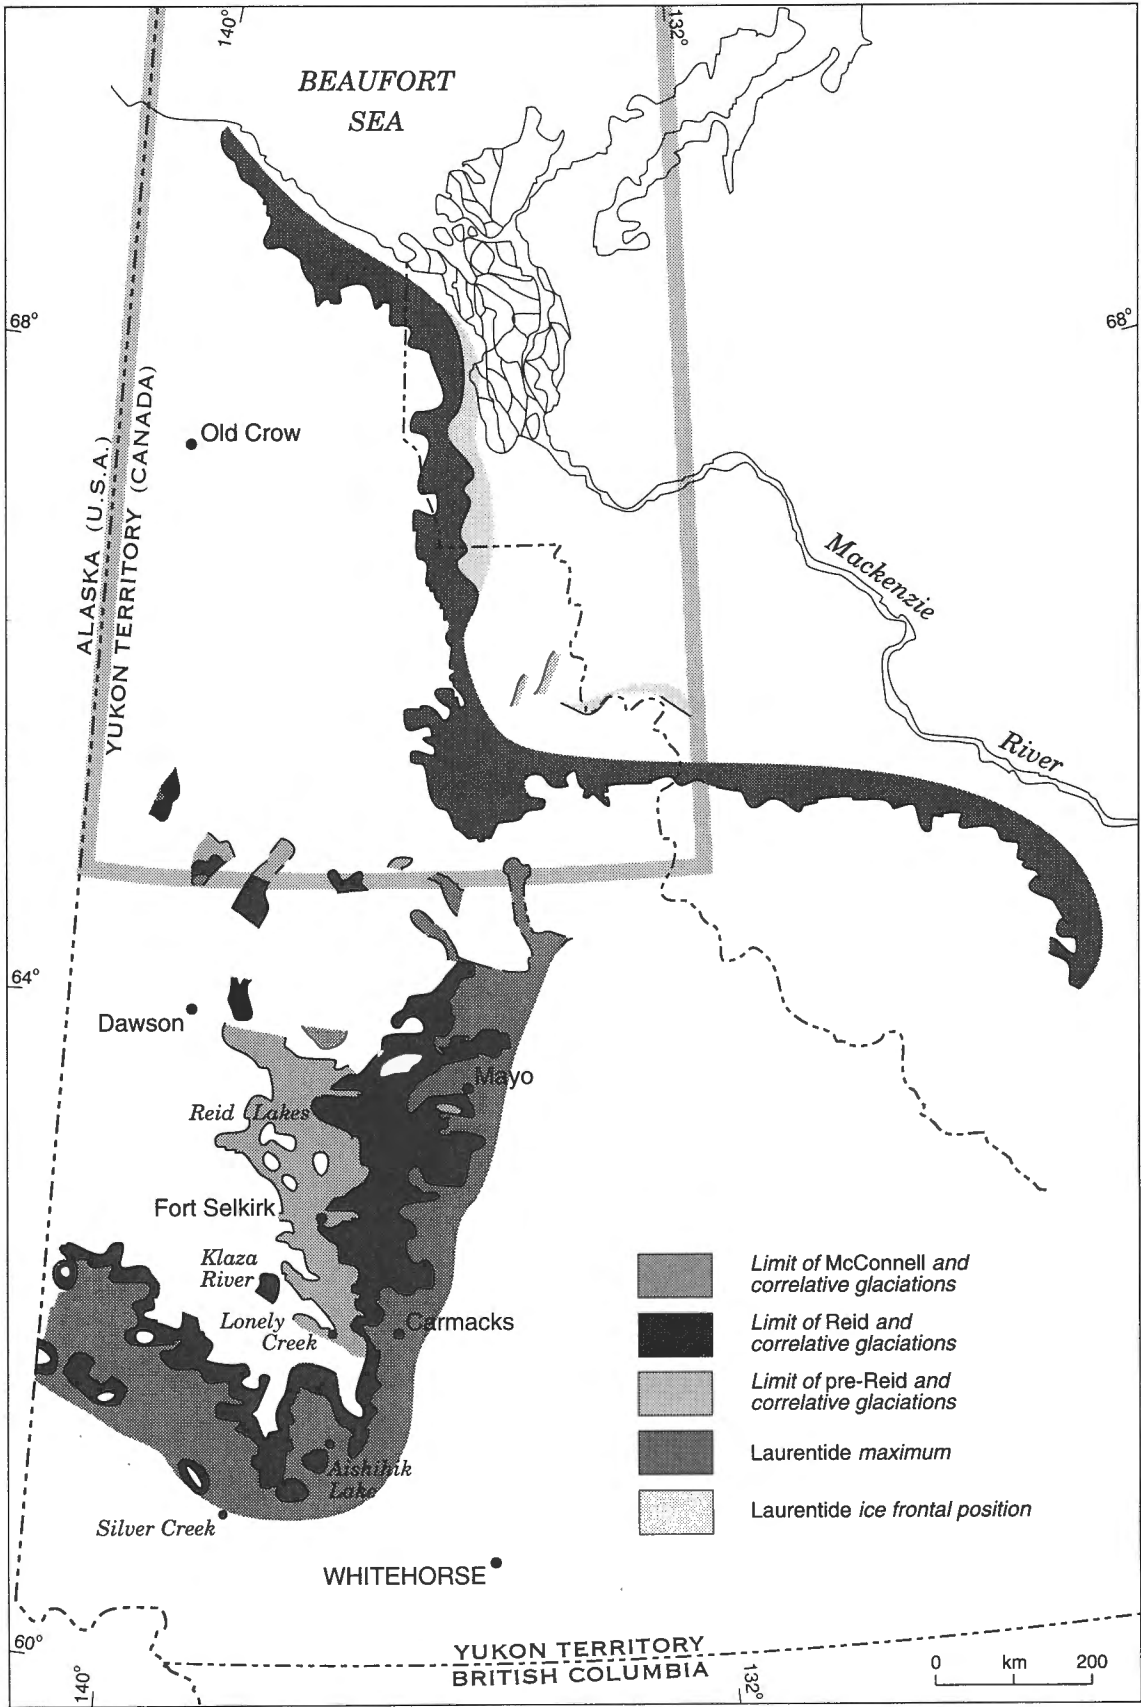 140°
132°
BEAUFORT
SEA
68°
68°
ALASKA (U.S.A.)
YUKON TERRITORY (CANADA)
Old Crow
Mackenzie
River
64°
Dawson
Mayo
Reid Lakes
Fort Selkirk
Klaza
River
Lonely
Creek
Carmacks
Aishihik
Lake
Silver Creek
WHITEHORSE
Limit of McConnell and
correlative glaciations
Limit of Reid and
correlative glaciations
Limit of pre-Reid and
correlative glaciations
Laurentide maximum
Laurentide ice frontal position
60°
YUKON TERRITORY
BRITISH COLUMBIA
140°
132°
0 km 200